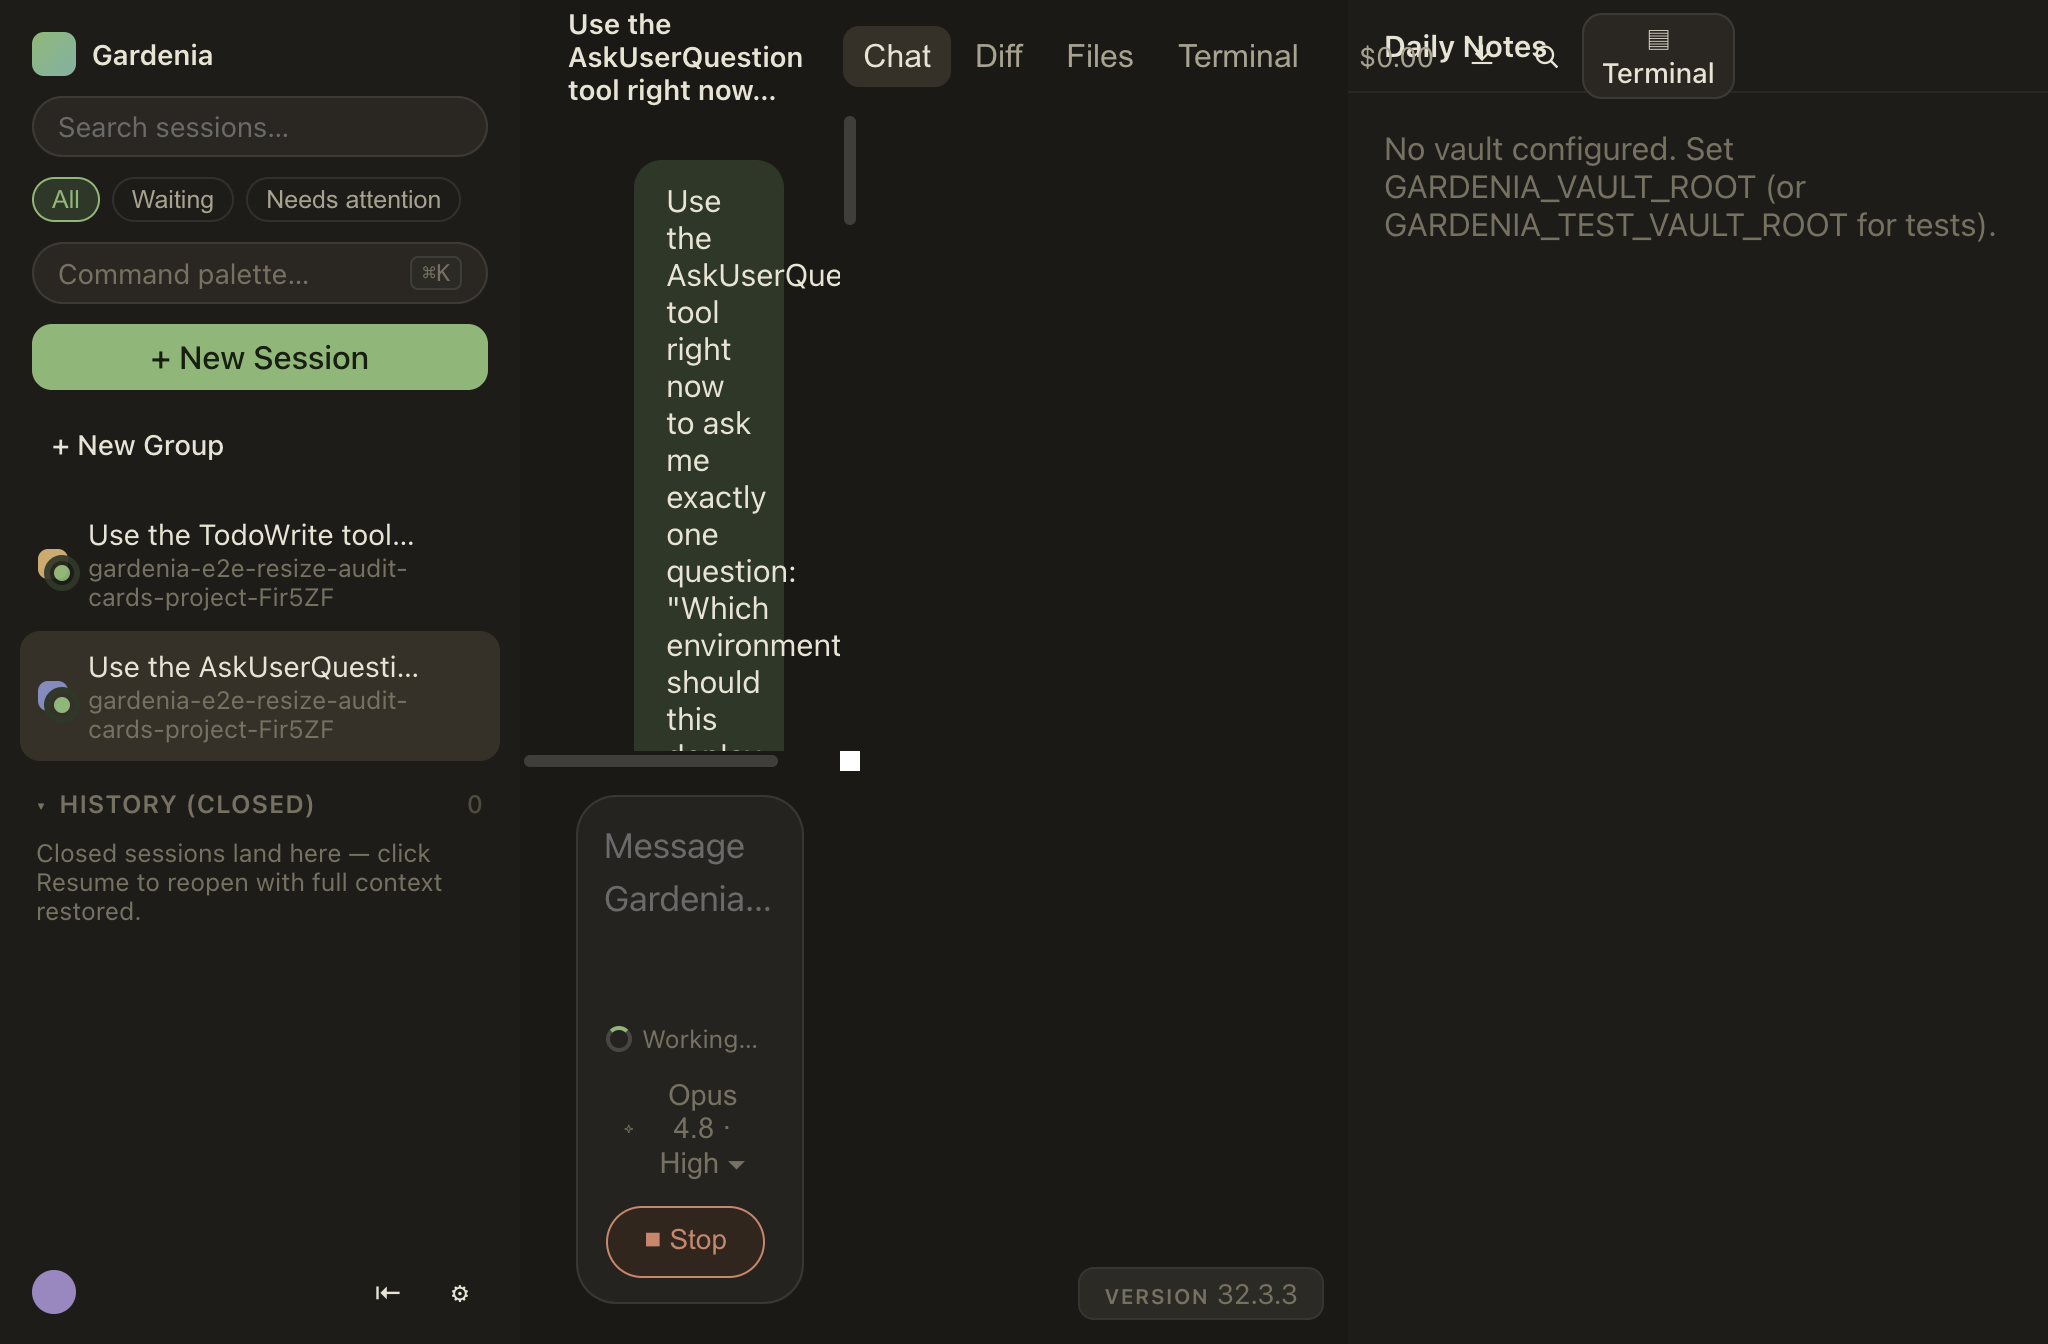 Gardenia
Search sessions...
All
Waiting
Needs attention
Command palette...
⌘K
+ New Session
+ New Group
Use the TodoWrite tool...
gardenia-e2e-resize-audit-
cards-project-Fir5ZF
Use the AskUserQuesti...
gardenia-e2e-resize-audit-
cards-project-Fir5ZF
HISTORY (CLOSED)
0
Closed sessions land here — click
Resume to reopen with full context
restored.
Use the
AskUserQuestion
tool right now...
Chat
Diff
Files
Terminal
$0.00
Use
the
AskUserQue
tool
right
now
to ask
me
exactly
one
question:
"Which
environment
should
this
deploy
Message
Gardenia...
Working...
Opus
4.8 ·
High
Stop
VERSION 32.3.3
Daily Notes
Terminal
No vault configured. Set
GARDENIA_VAULT_ROOT (or
GARDENIA_TEST_VAULT_ROOT for tests).